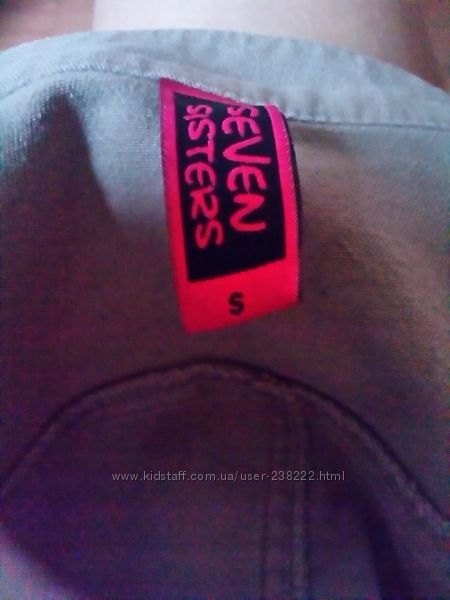 SEVEN
SISTERS
S
www.kidstaff.com.ua/user-238222.html